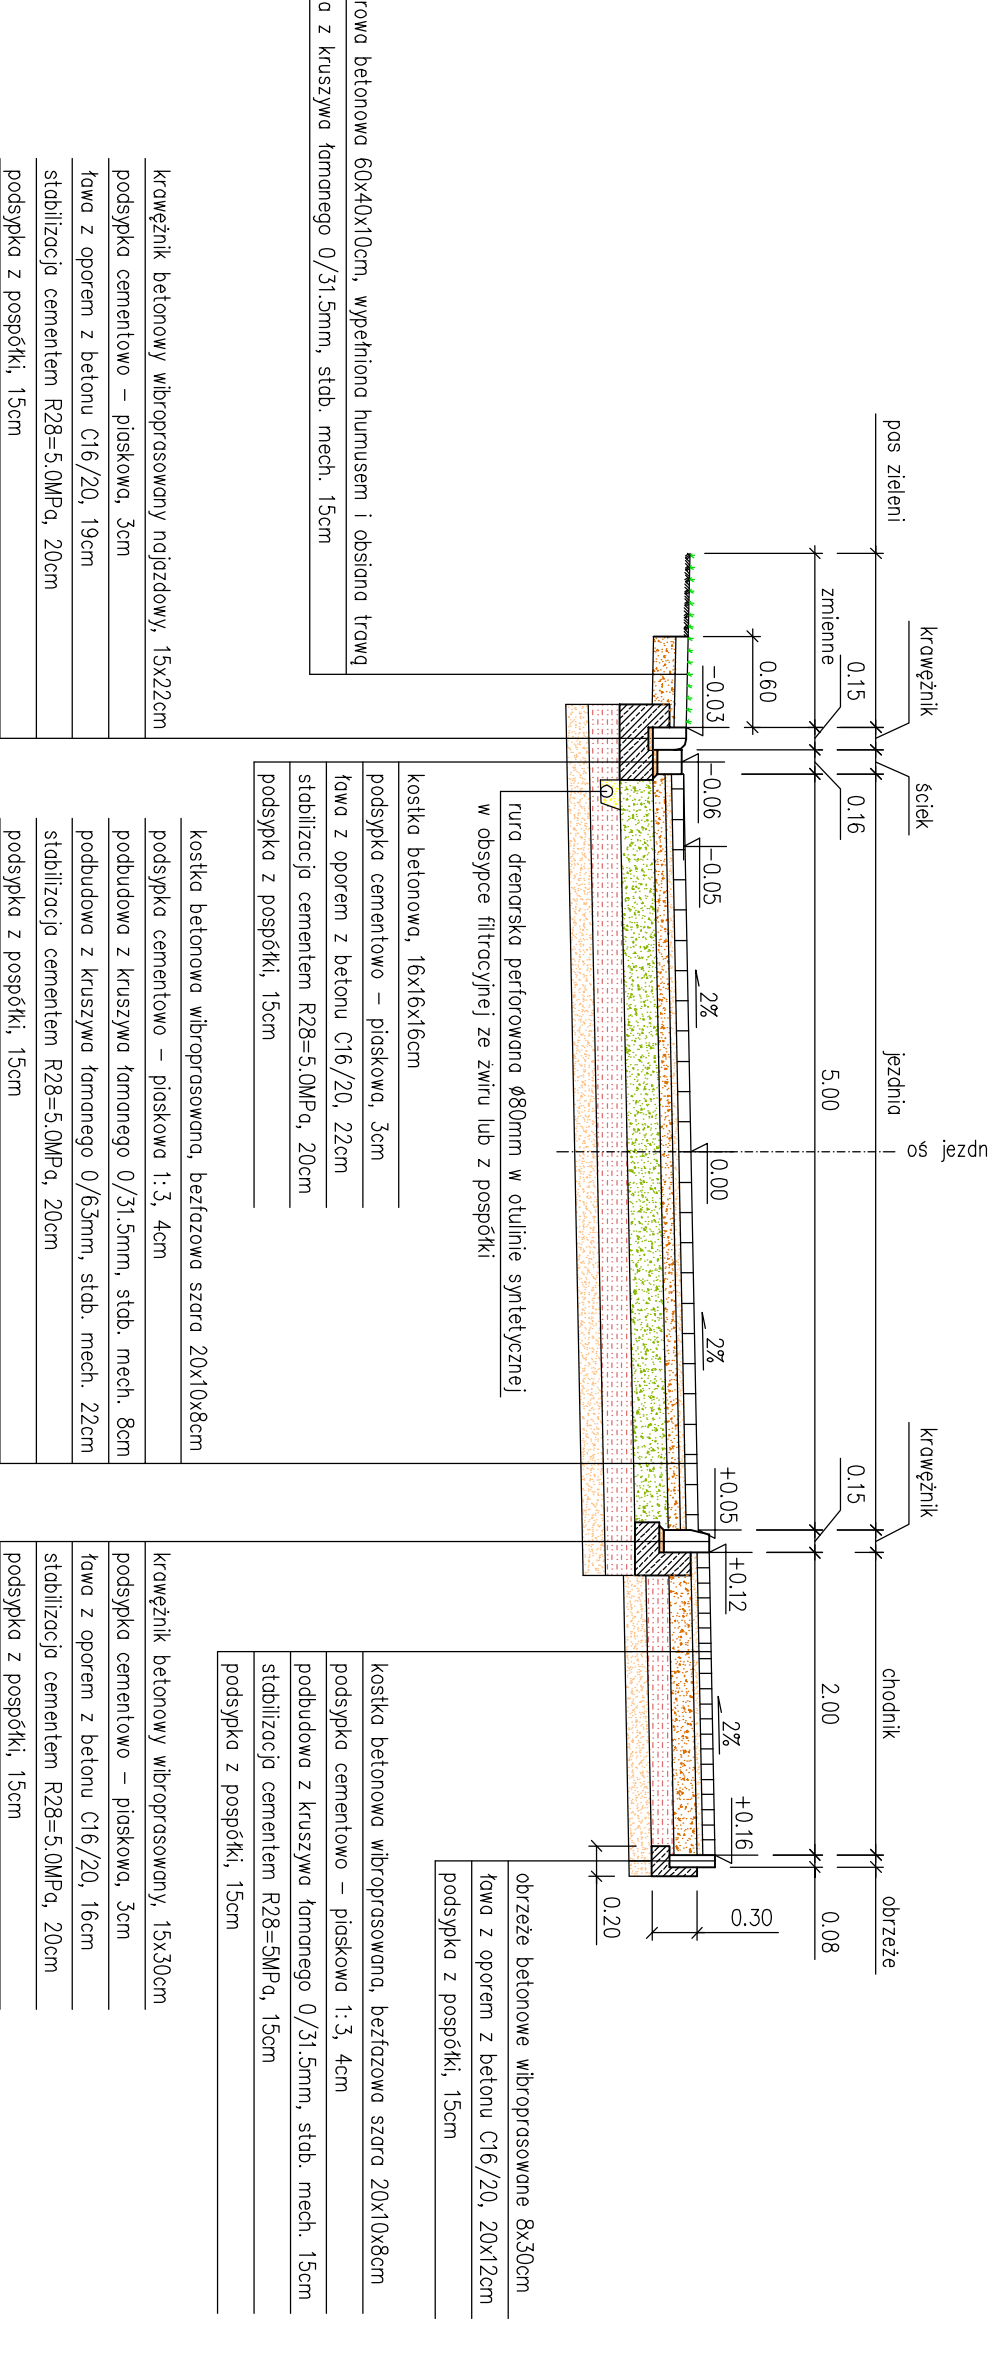 pas zieleni
krawężnik
ściek
jezdnia
oś jezdn
krawężnik
chodnik
obrzeże
zmienne
0.15
0.16
5.00
0.15
2.00
0.08
0.60
-0.03
-0.06
-0.05
2%
0.00
2%
+0.05
+0.12
2%
+0.16
0.30
0.20
rowa betonowa 60x40x10cm, wypełniona humusem i obsiana trawą
a z kruszywa łamanego 0/31.5mm, stab. mech. 15cm
krawężnik betonowy wibroprasowany najazdowy, 15x22cm
podsypka cementowo – piaskowa, 3cm
ława z oporem z betonu C16/20, 19cm
stabilizacja cementem R28=5.0MPa, 20cm
podsypka z pospółki, 15cm
rura drenarska perforowana ø80mm w otulinie syntetycznej
w obsypce filtracyjnej ze żwiru lub z pospółki
kostka betonowa, 16x16x16cm
podsypka cementowo – piaskowa, 3cm
ława z oporem z betonu C16/20, 22cm
stabilizacja cementem R28=5.0MPa, 20cm
podsypka z pospółki, 15cm
kostka betonowa wibroprasowana, bezfazowa szara 20x10x8cm
podsypka cementowo – piaskowa 1:3, 4cm
podbudowa z kruszywa łamanego 0/31.5mm, stab. mech. 8cm
podbudowa z kruszywa łamanego 0/63mm, stab. mech. 22cm
stabilizacja cementem R28=5.0MPa, 20cm
podsypka z pospółki, 15cm
obrzeże betonowe wibroprasowane 8x30cm
ława z oporem z betonu C16/20, 20x12cm
podsypka z pospółki, 15cm
kostka betonowa wibroprasowana, bezfazowa szara 20x10x8cm
podsypka cementowo – piaskowa 1:3, 4cm
podbudowa z kruszywa łamanego 0/31.5mm, stab. mech. 15cm
stabilizacja cementem R28=5MPa, 15cm
podsypka z pospółki, 15cm
krawężnik betonowy wibroprasowany, 15x30cm
podsypka cementowo – piaskowa, 3cm
ława z oporem z betonu C16/20, 16cm
stabilizacja cementem R28=5.0MPa, 20cm
podsypka z pospółki, 15cm